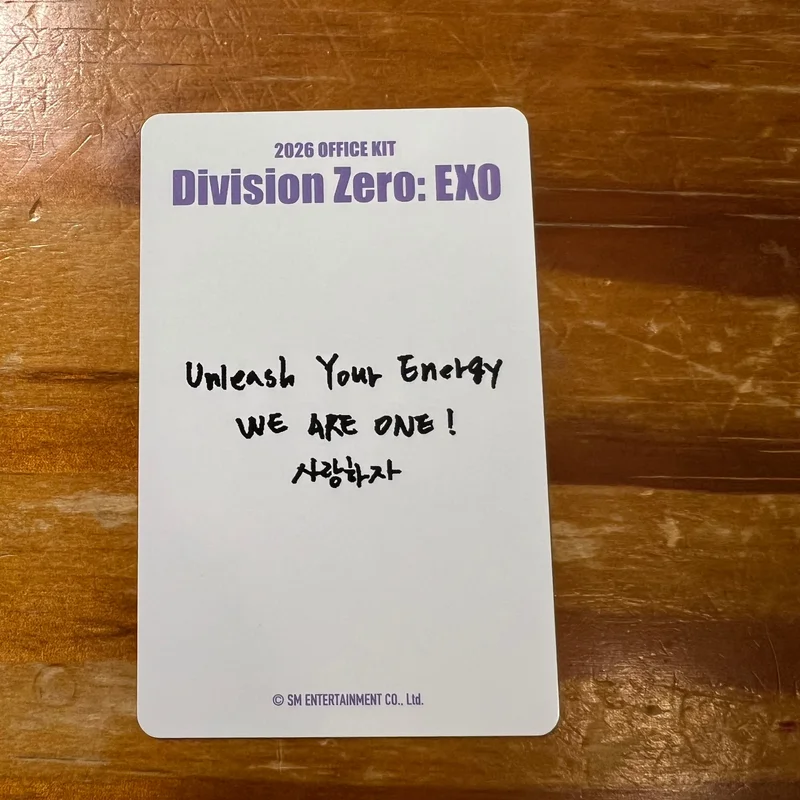 2026 OFFICE KIT
Division Zero: EXO
Unleash Your Energy
WE ARE ONE!
사랑하자
© SM ENTERTAINMENT CO., Ltd.